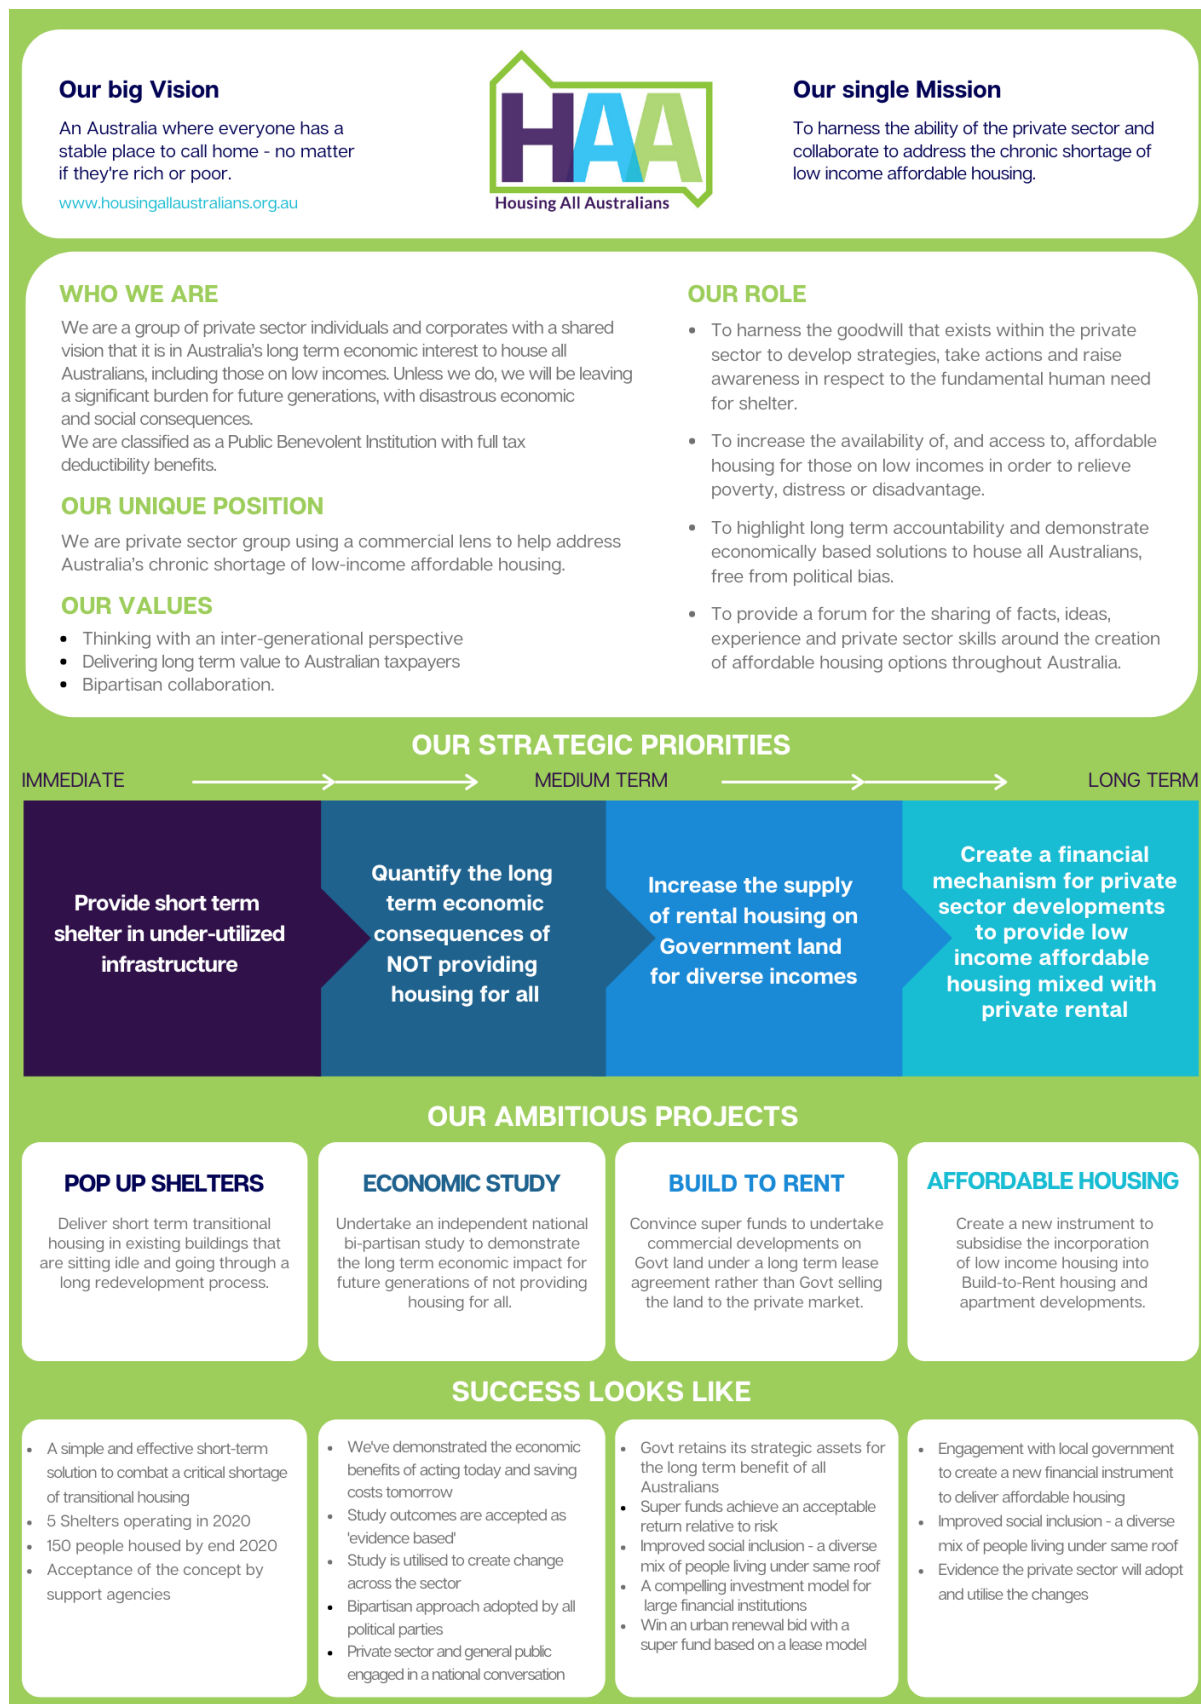 Our big Vision
An Australia where everyone has a
stable place to call home - no matter
if they're rich or poor.
www.housingallaustralians.org.au
HAA
Housing All Australians
Our single Mission
To harness the ability of the private sector and
collaborate to address the chronic shortage of
low income affordable housing.
WHO WE ARE
We are a group of private sector individuals and corporates with a shared
vision that it is in Australia's long term economic interest to house all
Australians, including those on low incomes. Unless we do, we will be leaving
a significant burden for future generations, with disastrous economic
and social consequences.
We are classified as a Public Benevolent Institution with full tax
deductibility benefits.
OUR UNIQUE POSITION
We are private sector group using a commercial lens to help address
Australia's chronic shortage of low-income affordable housing.
OUR VALUES
• Thinking with an inter-generational perspective
• Delivering long term value to Australian taxpayers
• Bipartisan collaboration.
OUR ROLE
• To harness the goodwill that exists within the private
sector to develop strategies, take actions and raise
awareness in respect to the fundamental human need
for shelter.
• To increase the availability of, and access to, affordable
housing for those on low incomes in order to relieve
poverty, distress or disadvantage.
• To highlight long term accountability and demonstrate
economically based solutions to house all Australians,
free from political bias.
• To provide a forum for the sharing of facts, ideas,
experience and private sector skills around the creation
of affordable housing options throughout Australia.
OUR STRATEGIC PRIORITIES
IMMEDIATE
MEDIUM TERM
LONG TERM
Provide short term
shelter in under-utilized
infrastructure
Quantify the long
term economic
consequences of
NOT providing
housing for all
Increase the supply
of rental housing on
Government land
for diverse incomes
Create a financial
mechanism for private
sector developments
to provide low
income affordable
housing mixed with
private rental
OUR AMBITIOUS PROJECTS
POP UP SHELTERS
Deliver short term transitional
housing in existing buildings that
are sitting idle and going through a
long redevelopment process.
ECONOMIC STUDY
Undertake an independent national
bi-partisan study to demonstrate
the long term economic impact for
future generations of not providing
housing for all.
BUILD TO RENT
Convince super funds to undertake
commercial developments on
Govt land under a long term lease
agreement rather than Govt selling
the land to the private market.
AFFORDABLE HOUSING
Create a new instrument to
subsidise the incorporation
of low income housing into
Build-to-Rent housing and
apartment developments.
SUCCESS LOOKS LIKE
• A simple and effective short-term
solution to combat a critical shortage
of transitional housing
• 5 Shelters operating in 2020
• 150 people housed by end 2020
• Acceptance of the concept by
support agencies
• We've demonstrated the economic
benefits of acting today and saving
costs tomorrow
• Study outcomes are accepted as
'evidence based'
• Study is utilised to create change
across the sector
• Bipartisan approach adopted by all
political parties
• Private sector and general public
engaged in a national conversation
• Govt retains its strategic assets for
the long term benefit of all
Australians
• Super funds achieve an acceptable
return relative to risk
• Improved social inclusion - a diverse
mix of people living under same roof
• A compelling investment model for
large financial institutions
• Win an urban renewal bid with a
super fund based on a lease model
• Engagement with local government
to create a new financial instrument
to deliver affordable housing
• Improved social inclusion - a diverse
mix of people living under same roof
• Evidence the private sector will adopt
and utilise the changes